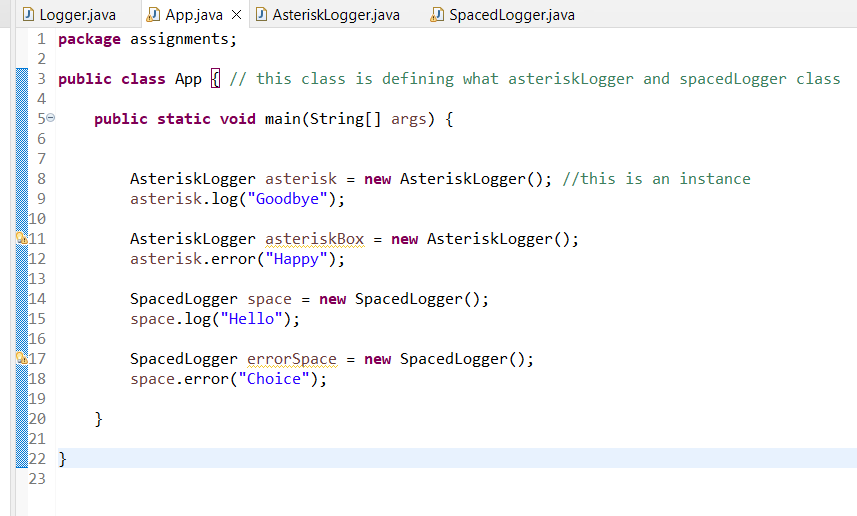 Logger.java App.java AsteriskLogger.java SpacedLogger.java
1 package assignments;
2
3 public class App { // this class is defining what asteriskLogger and spacedLogger class
4
5 public static void main(String[] args) {
6
7
8 AsteriskLogger asterisk = new AsteriskLogger(); //this is an instance
9 asterisk.log("Goodbye");
10
11 AsteriskLogger asteriskBox = new AsteriskLogger();
12 asterisk.error("Happy");
13
14 SpacedLogger space = new SpacedLogger();
15 space.log("Hello");
16
17 SpacedLogger errorSpace = new SpacedLogger();
18 space.error("Choice");
19
20 }
21
22 }
23